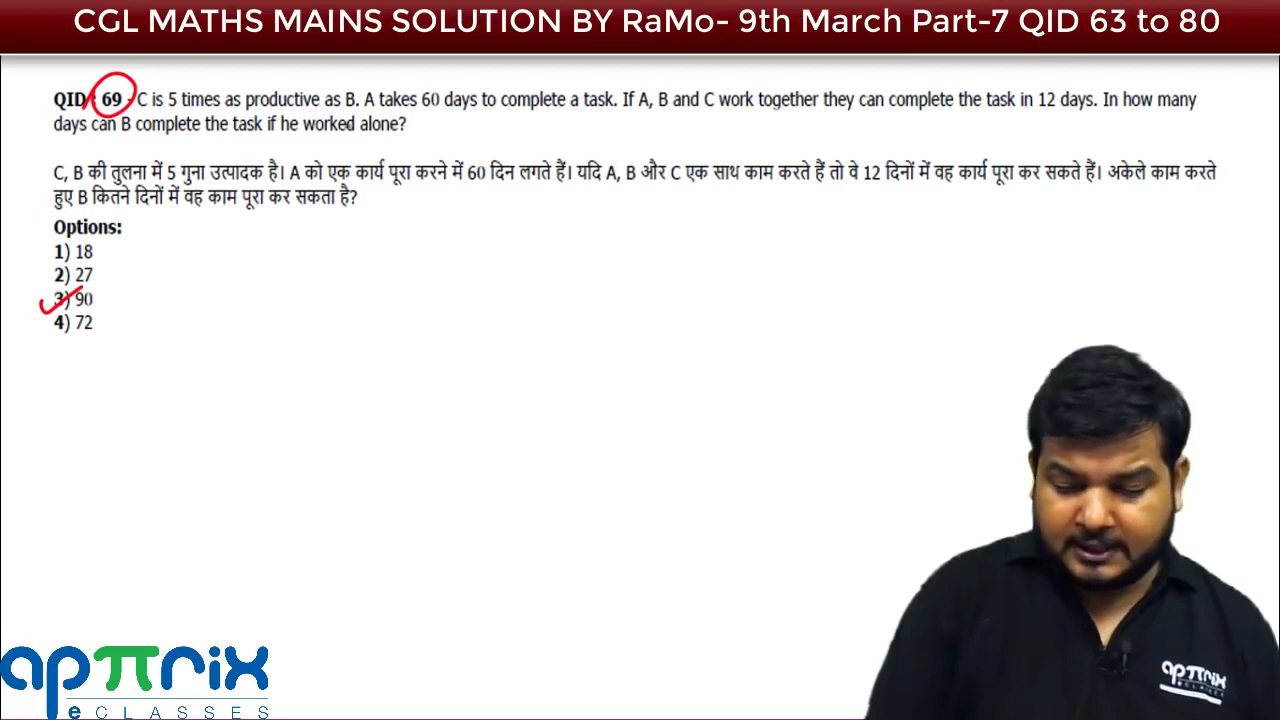 CGL MATHS MAINS SOLUTION BY RaMo- 9th March Part-7 QID 63 to 80
QID : 69 - C is 5 times as productive as B. A takes 60 days to complete a task. If A, B and C work together they can complete the task in 12 days. In how many
days can B complete the task if he worked alone?
C, B की तुलना में 5 गुना उत्पादक है। A को एक कार्य पूरा करने में 60 दिन लगते हैं। यदि A, B और C एक साथ काम करते हैं तो वे 12 दिनों में वह कार्य पूरा कर सकते हैं। अकेले काम करते
हुए B कितने दिनों में वह काम पूरा कर सकता है?
Options:
1) 18
2) 27
3) 90
4) 72
apπrix
eCLASSES
apπrix
eCLASSES